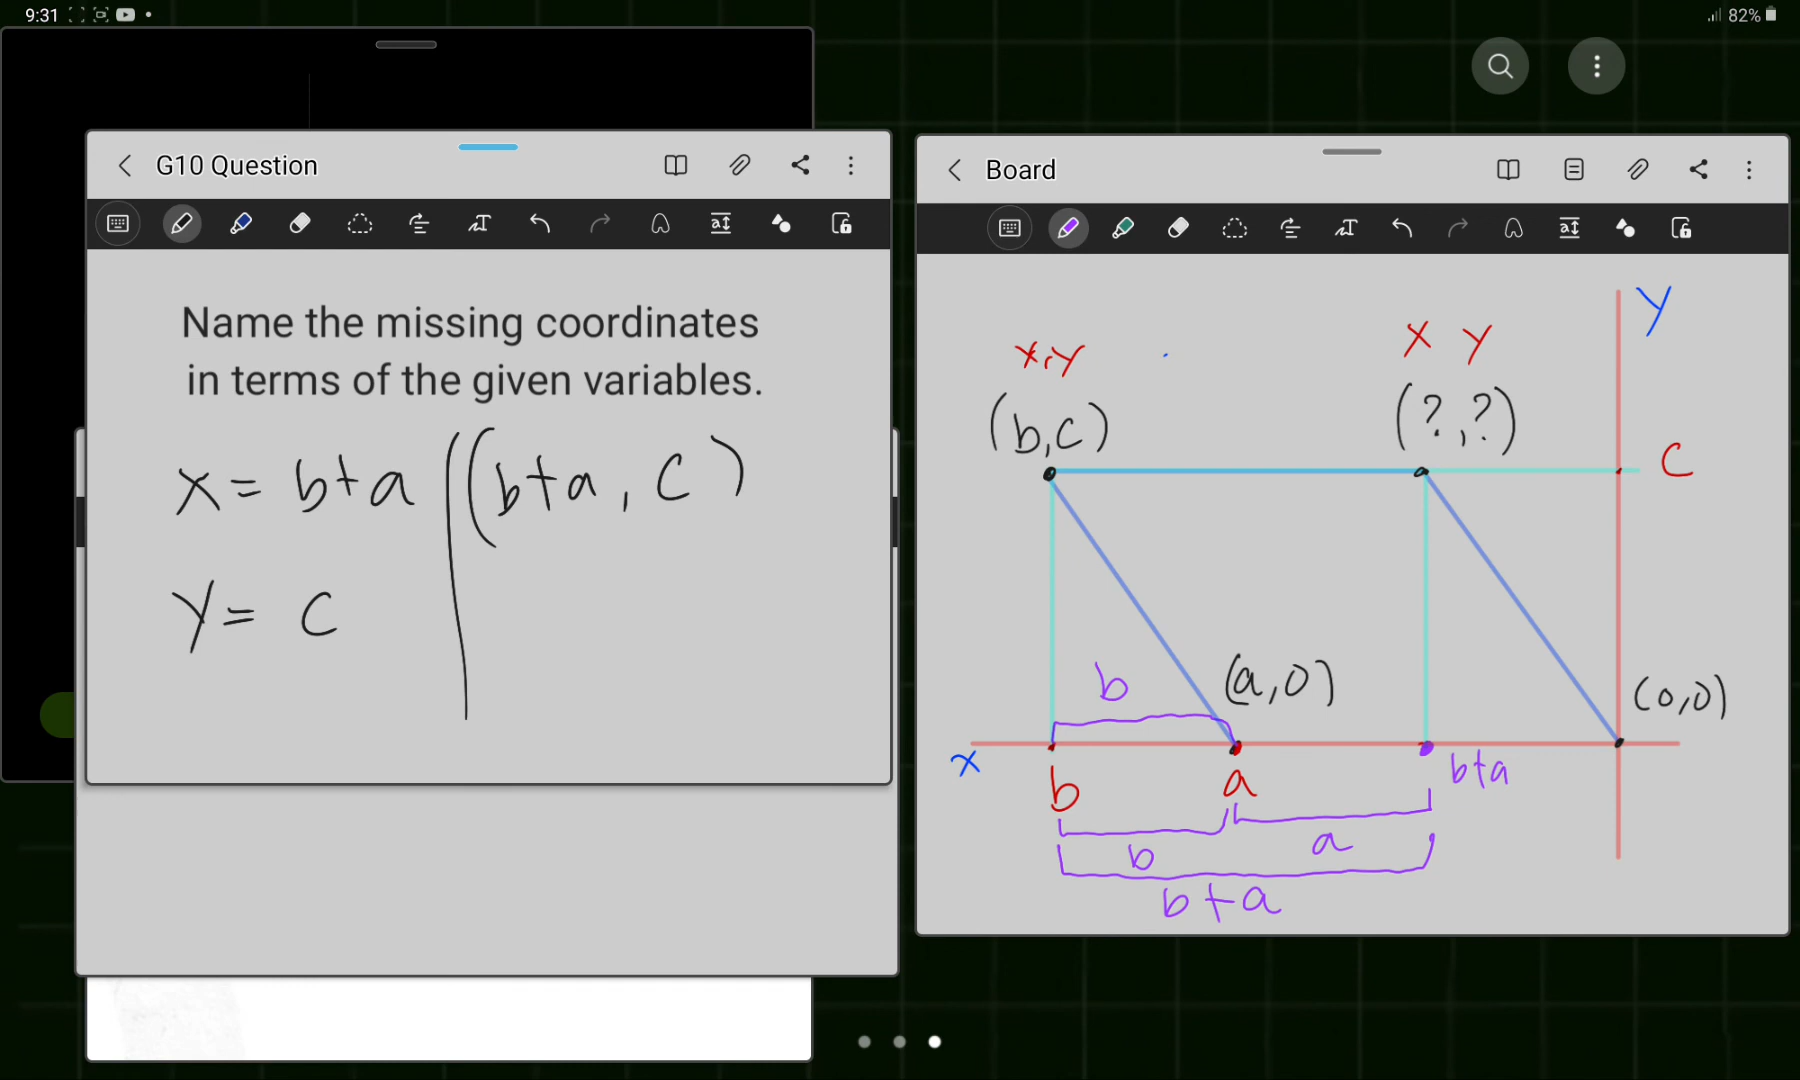 9:31
82%
G10 Question
Name the missing coordinates
in terms of the given variables.
x = b+a (b+a, c)
y = c
Board
Y
x,y
X Y
(b,c)
(?,?)
c
b
(a,0)
(0,0)
x
b
a
b+a
b
a
b+a